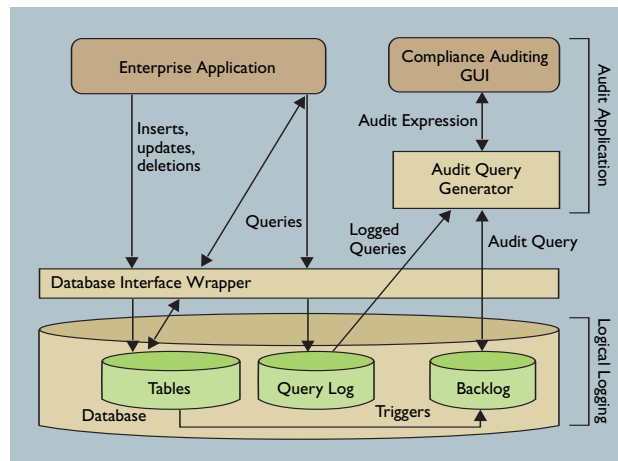 Enterprise Application
Compliance Auditing
GUI
Audit Application
Inserts,
updates,
deletions
Audit Expression
Audit Query
Generator
Queries
Logged
Queries
Audit Query
Database Interface Wrapper
Logical Logging
Tables
Query Log
Backlog
Database
Triggers